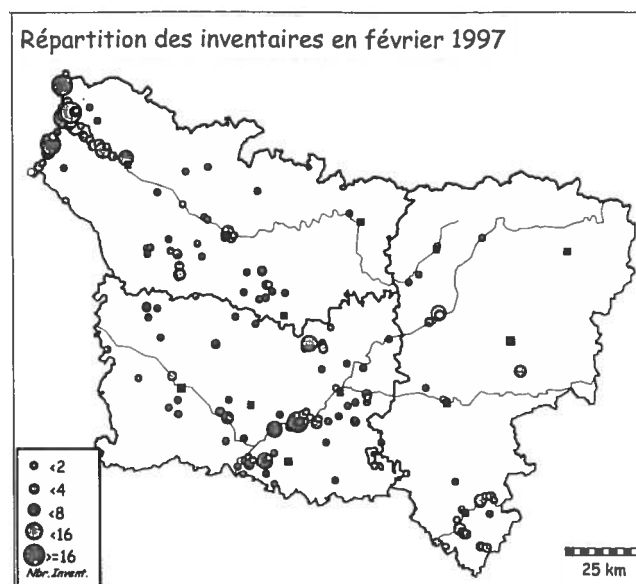 Répartition des inventaires en février 1997
<2
<4
<8
<16
>=16
Nbr.Invent.
25 km